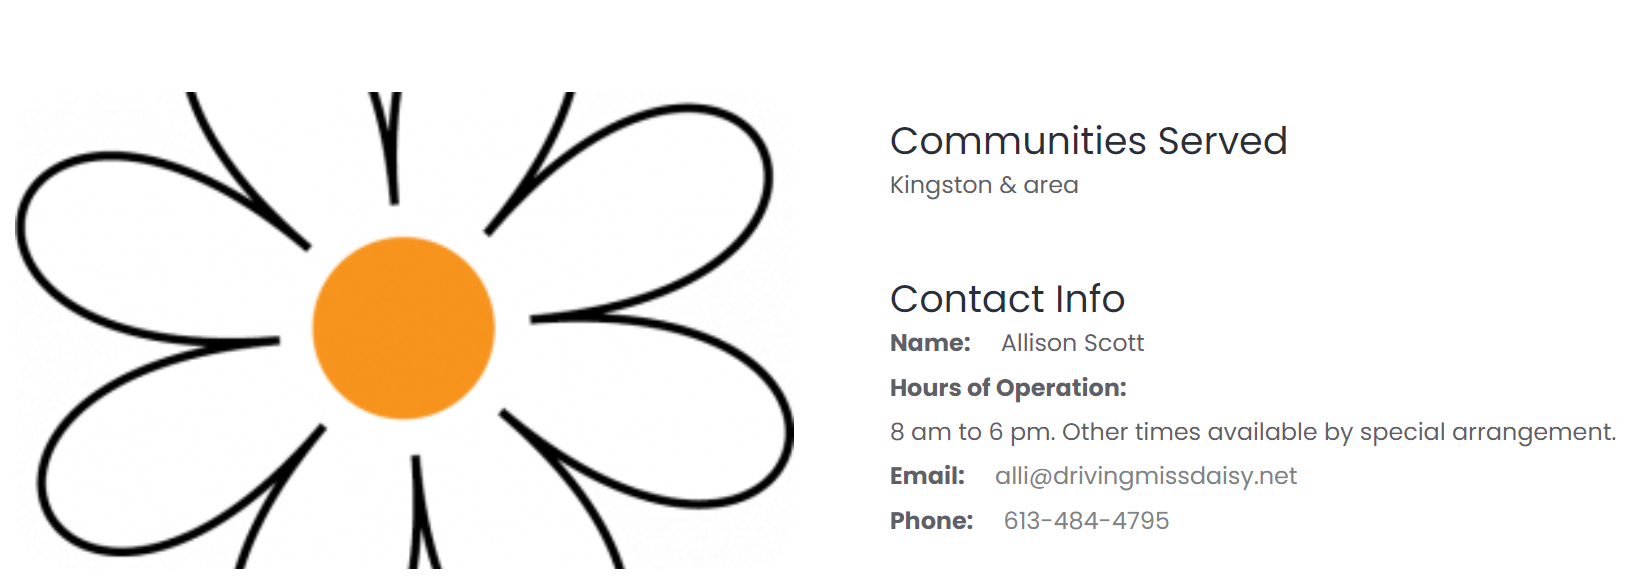 Communities Served
Kingston & area
Contact Info
Name: Allison Scott
Hours of Operation:
8 am to 6 pm. Other times available by special arrangement.
Email: alli@drivingmissdaisy.net
Phone: 613-484-4795